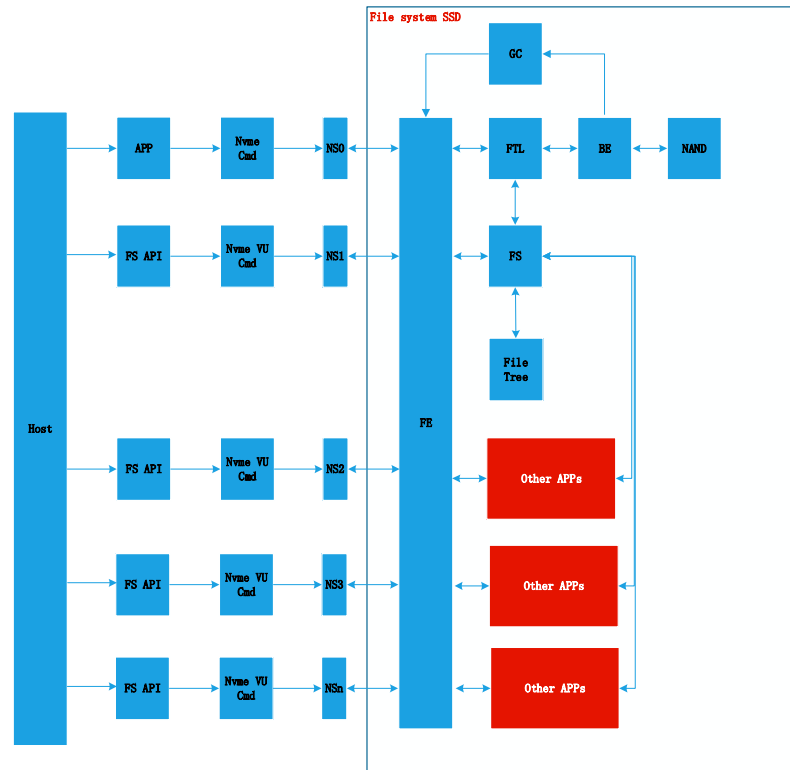 File system SSD
GC
APP
Nvme
Cmd
NS0
FTL
BE
NAND
FS API
Nvme VU
Cmd
NS1
FS
File
Tree
Host
FE
FS API
Nvme VU
Cmd
NS2
Other APPs
FS API
Nvme VU
Cmd
NS3
Other APPs
FS API
Nvme VU
Cmd
NSn
Other APPs